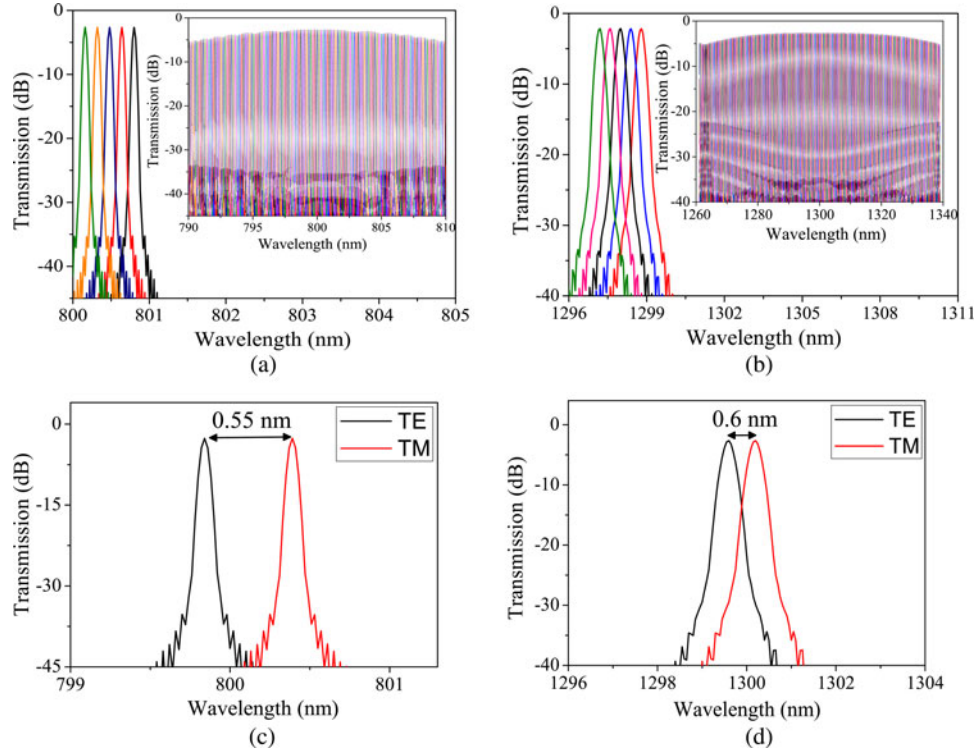 0
-10
-20
-30
-40
Transmission (dB)
800
801
802
803
804
805
Wavelength (nm)
0
-10
-20
-30
-40
Transmission (dB)
790
795
800
805
810
Wavelength (nm)
(a)
0
-10
-20
-30
-40
Transmission (dB)
1296
1299
1302
1305
1308
1311
Wavelength (nm)
0
-10
-20
-30
-40
Transmission (dB)
1260
1280
1300
1320
1340
Wavelength (nm)
(b)
0
-15
-30
-45
Transmission (dB)
0.55 nm
TE
TM
799
800
801
Wavelength (nm)
(c)
0
-10
-20
-30
-40
Transmission (dB)
0.6 nm
TE
TM
1296
1298
1300
1302
1304
Wavelength (nm)
(d)